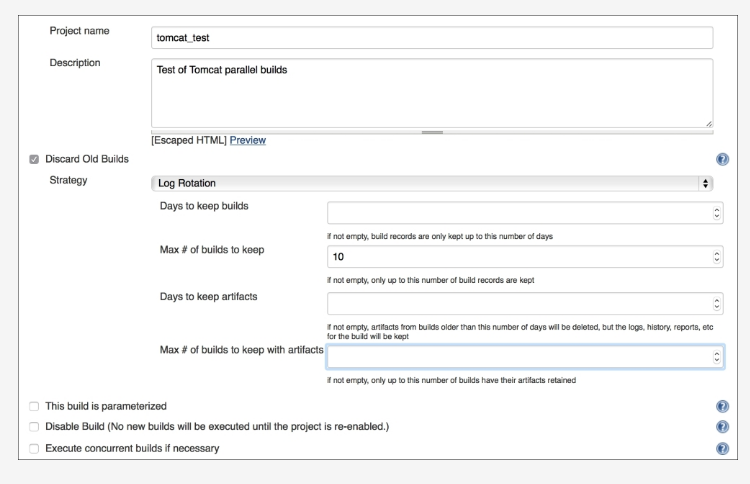 Project name
tomcat_test
Description
Test of Tomcat parallel builds
[Escaped HTML] Preview
Discard Old Builds
Strategy
Log Rotation
Days to keep builds
if not empty, build records are only kept up to this number of days
Max # of builds to keep
10
if not empty, only up to this number of build records are kept
Days to keep artifacts
if not empty, artifacts from builds older than this number of days will be deleted, but the logs, history, reports, etc
for the build will be kept
Max # of builds to keep with artifacts
if not empty, only up to this number of builds have their artifacts retained
This build is parameterized
Disable Build (No new builds will be executed until the project is re-enabled.)
Execute concurrent builds if necessary